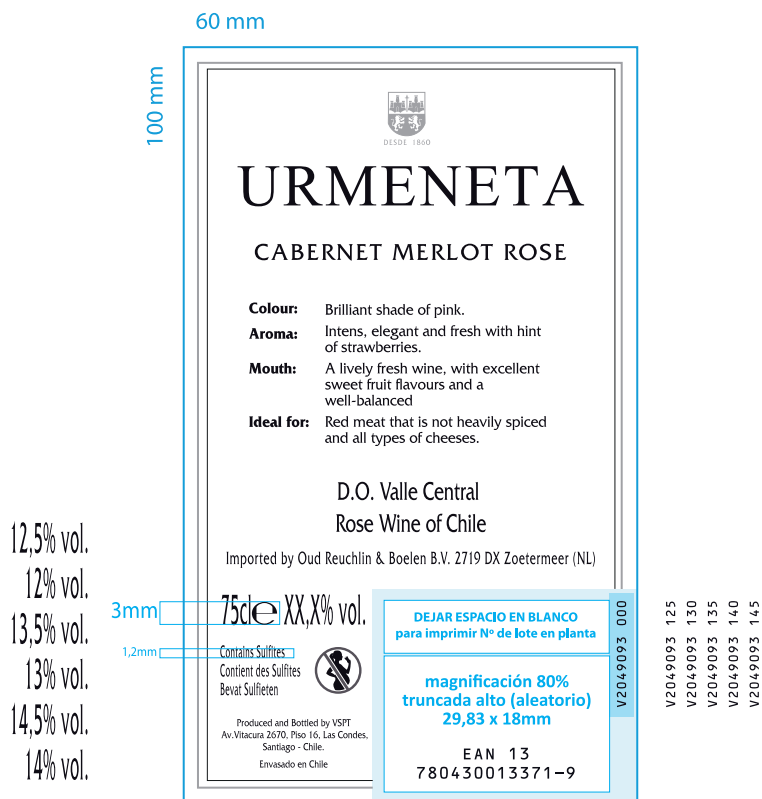 60 mm
100 mm
DESDE 1860
URMENETA
CABERNET MERLOT ROSE
Colour: Brilliant shade of pink.
Aroma: Intens, elegant and fresh with hint
of strawberries.
Mouth: A lively fresh wine, with excellent
sweet fruit flavours and a
well-balanced
Ideal for: Red meat that is not heavily spiced
and all types of cheeses.
D.O. Valle Central
Rose Wine of Chile
Imported by Oud Reuchlin & Boelen B.V. 2719 DX Zoetermeer (NL)
12,5% vol.
12% vol.
13,5% vol.
13% vol.
14,5% vol.
14% vol.
3mm
75cl e XX,X% vol.
1,2mm
Contains Sulfites
Contient des Sulfites
Bevat Sulfieten
Produced and Bottled by VSPT
Av.Vitacura 2670, Piso 16, Las Condes,
Santiago - Chile.
Envasado en Chile
DEJAR ESPACIO EN BLANCO
para imprimir Nº de lote en planta
magnificación 80%
truncada alto (aleatorio)
29,83 x 18mm
EAN 13
780430013371-9
V2049093 000
V2049093 125
V2049093 130
V2049093 135
V2049093 140
V2049093 145